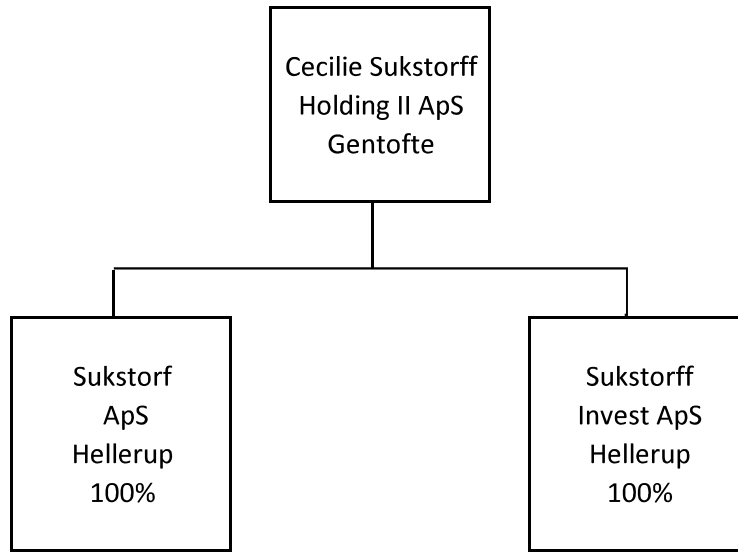 Cecilie Sukstorff
Holding II ApS
Gentofte
Sukstorf
ApS
Hellerup
100%
Sukstorff
Invest ApS
Hellerup
100%